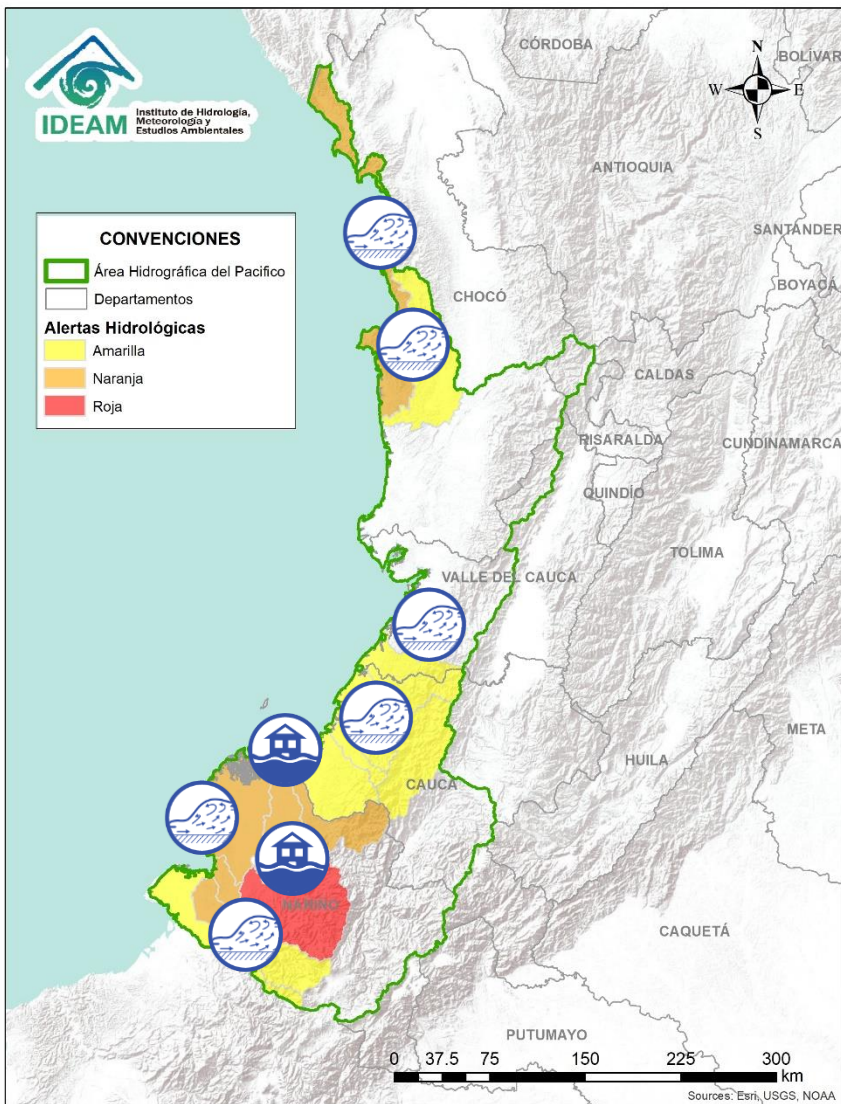 IDEAM
Instituto de Hidrología,
Meteorología y
Estudios Ambientales
N
W
E
S
CÓRDOBA
BOLÍVAR
ANTIOQUIA
SANTANDER
BOYACÁ
CHOCÓ
CALDAS
RISARALDA
CUNDINAMARCA
QUINDÍO
TOLIMA
VALLE DEL CAUCA
META
HUILA
CAUCA
NARIÑO
CAQUETÁ
PUTUMAYO
CONVENCIONES
Área Hidrográfica del Pacifico
Departamentos
Alertas Hidrológicas
Amarilla
Naranja
Roja
0 37.5 75 150 225 300
km
Sources: Esri, USGS, NOAA